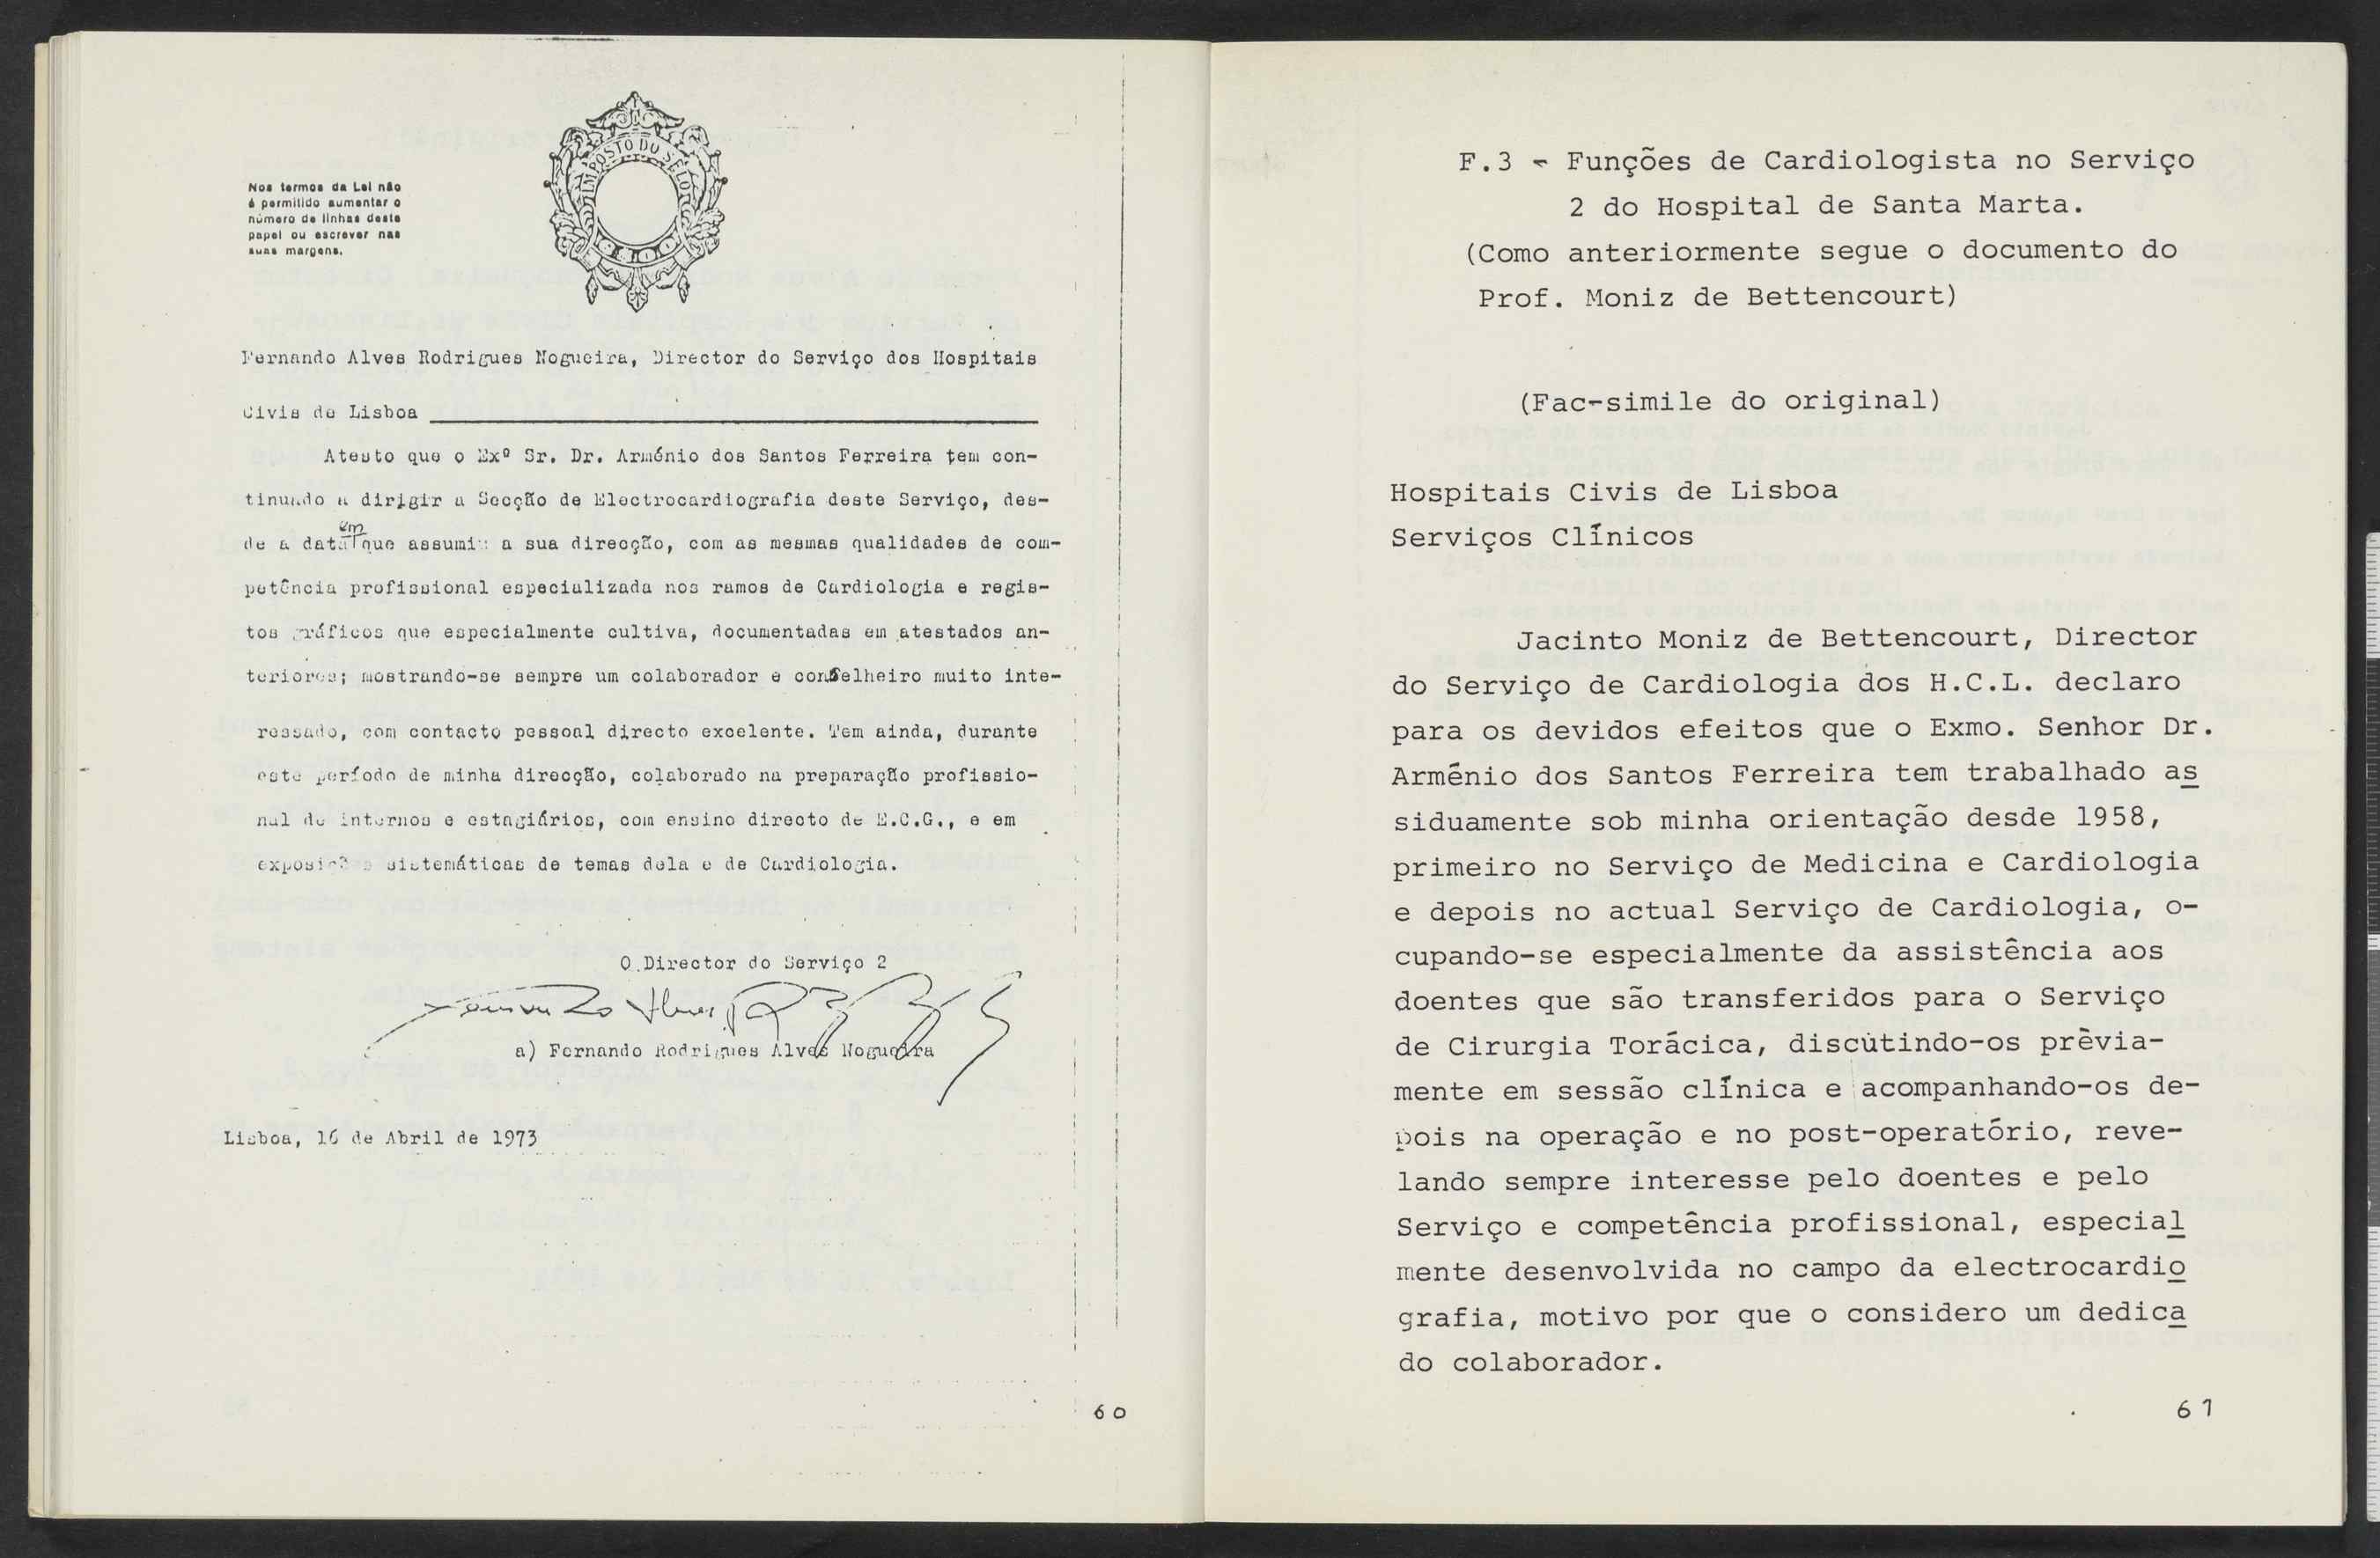 Nos termos da Lei não
é permitido aumentar o
número de linhas deste
papel ou escrever nas
suas margens.
IMPOSTO DO SELO
Fernando Alves Rodrigues Nogueira, Director do Serviço dos Hospitais
Civis de Lisboa
Atesto que o Exº Sr. Dr. Arménio dos Santos Ferreira tem con-
tinuado a dirigir a Secção de Electrocardiografia deste Serviço, des-
em
de a data que assumiu a sua direcção, com as mesmas qualidades de com-
petência profissional especializada nos ramos de Cardiologia e regis-
tos gráficos que especialmente cultiva, documentadas em atestados an-
teriores; mostrando-se sempre um colaborador e conselheiro muito inte-
ressado, com contacto pessoal directo excelente. Tem ainda, durante
este período de minha direcção, colaborado na preparação profissio-
nal de internos e estagiários, com ensino directo de E.C.G., e em
exposições sistemáticas de temas dela e de Cardiologia.
O Director do Serviço 2
a) Fernando Rodrigues Alves Nogueira
Lisboa, 16 de Abril de 1973
60
F.3 - Funções de Cardiologista no Serviço
2 do Hospital de Santa Marta.
(Como anteriormente segue o documento do
Prof. Moniz de Bettencourt)
(Fac-simile do original)
Hospitais Civis de Lisboa
Serviços Clínicos
Jacinto Moniz de Bettencourt, Director
do Serviço de Cardiologia dos H.C.L. declaro
para os devidos efeitos que o Exmo. Senhor Dr.
Arménio dos Santos Ferreira tem trabalhado as
siduamente sob minha orientação desde 1958,
primeiro no Serviço de Medicina e Cardiologia
e depois no actual Serviço de Cardiologia, o-
cupando-se especialmente da assistência aos
doentes que são transferidos para o Serviço
de Cirurgia Torácica, discutindo-os prèvia-
mente em sessão clínica e acompanhando-os de-
pois na operação e no post-operatório, reve-
lando sempre interesse pelo doentes e pelo
Serviço e competência profissional, especial
mente desenvolvida no campo da electrocardio
grafia, motivo por que o considero um dedica
do colaborador.
61